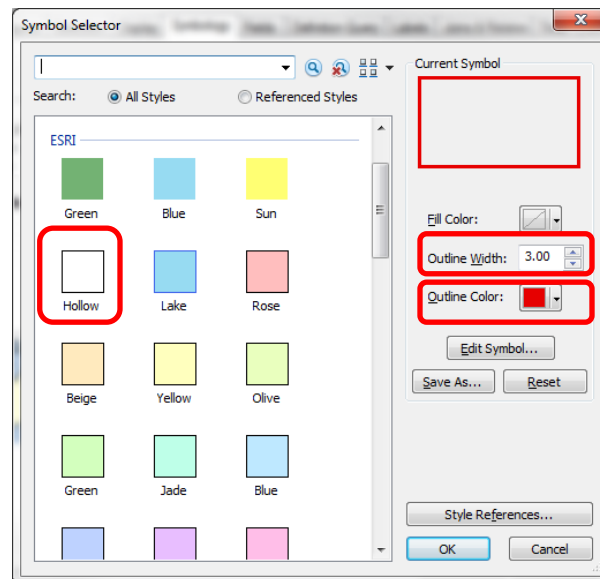 Symbol Selector
Current Symbol
Search: All Styles Referenced Styles
ESRI
Green Blue Sun
Fill Color:
Outline Width: 3.00
Hollow Lake Rose
Outline Color:
Edit Symbol...
Beige Yellow Olive
Save As... Reset
Green Jade Blue
Style References...
OK Cancel